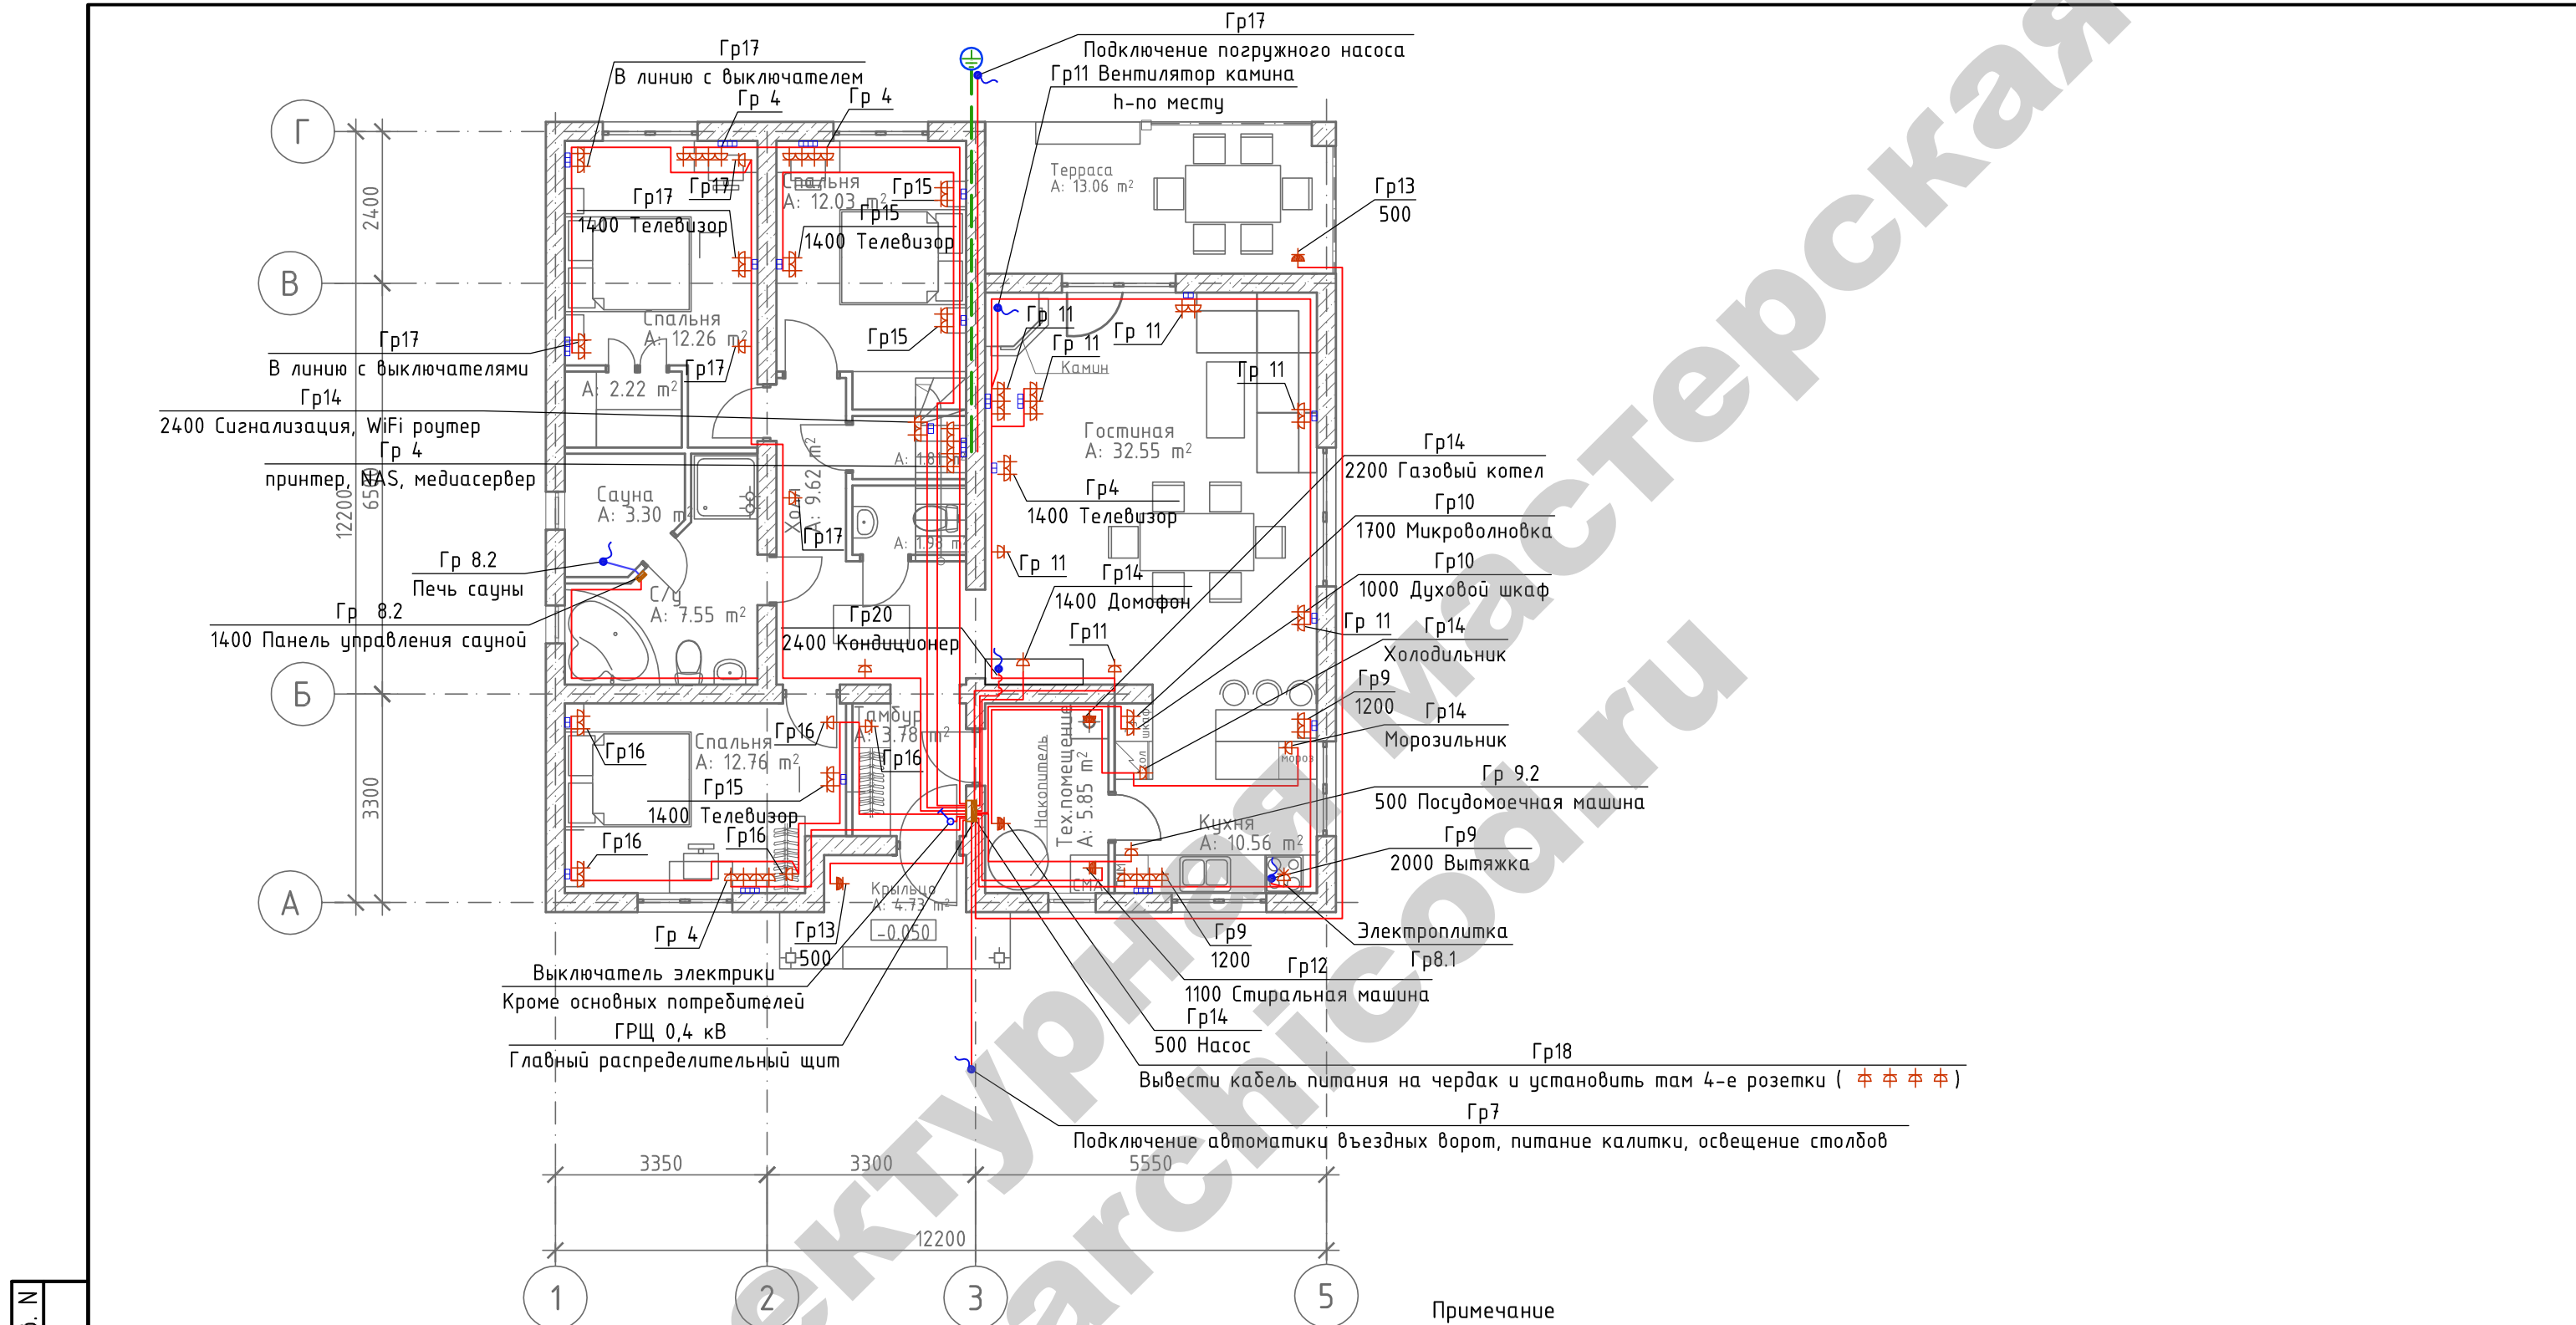 Гр17
Подключение погружного насоса
Гр17
В линию с выключателем
Гр11 Вентилятор камина
h-по месту
Гр 4
Гр 4
Г
Терраса
A: 13.06 m²
Спальня
A: 12.03 m²
Гр17
Гр15
Гр13
500
2400
Гр17
1400 Телевизор
Гр15
1400 Телевизор
В
Спальня
A: 12.26 m²
Гр 11
Гр 11
Гр 11
Гр15
Гр17
В линию с выключателями
Гр17
Камин
Гр 11
A: 2.22 m²
Гр14
2400 Сигнализация, WiFi роутер
Гостиная
A: 32.55 m²
Гр14
2200 Газовый котел
Гр 4
принтер, NAS, медиасервер
12200
6500
Сауна
A: 3.30 m²
Холл
A: 9.62 m²
Гр4
1400 Телевизор
Гр10
1700 Микроволновка
Гр17
Гр 8.2
Печь сауны
Гр 11
Гр14
1400 Домофон
Гр10
1000 Духовой шкаф
Гр 8.2
1400 Панель управления сауной
С/у
A: 7.55 m²
Гр20
2400 Кондиционер
Гр11
Гр 11
Гр14
Холодильник
Б
Гр9
1200
Гр14
Морозильник
Тамбур
A: 3.78 m²
шкаф
хол
мороз
Спальня
A: 12.76 m²
Гр16
Гр16
Гр16
Накопитель
Тех.помещение
A: 5.85 m²
Гр 9.2
500 Посудомоечная машина
Гр15
1400 Телевизор
3300
Кухня
A: 10.56 m²
Гр16
Гр16
Гр9
2000 Вытяжка
Крыльцо
A: 4.73 m²
-0.050
А
Гр 4
Гр13
500
Гр9
1200
Электроплитка
Гр8.1
Выключатель электрики
Кроме основных потребителей
Гр12
1100 Стиральная машина
ГРЩ 0,4 кВ
Главный распределительный щит
Гр14
500 Насос
Гр18
Вывести кабель питания на чердак и установить там 4-е розетки ( )
Гр7
Подключение автоматики въездных ворот, питание калитки, освещение столбов
3350
3300
5550
12200
1
2
3
5
Примечание
ектурная мастерская
archicod.ru